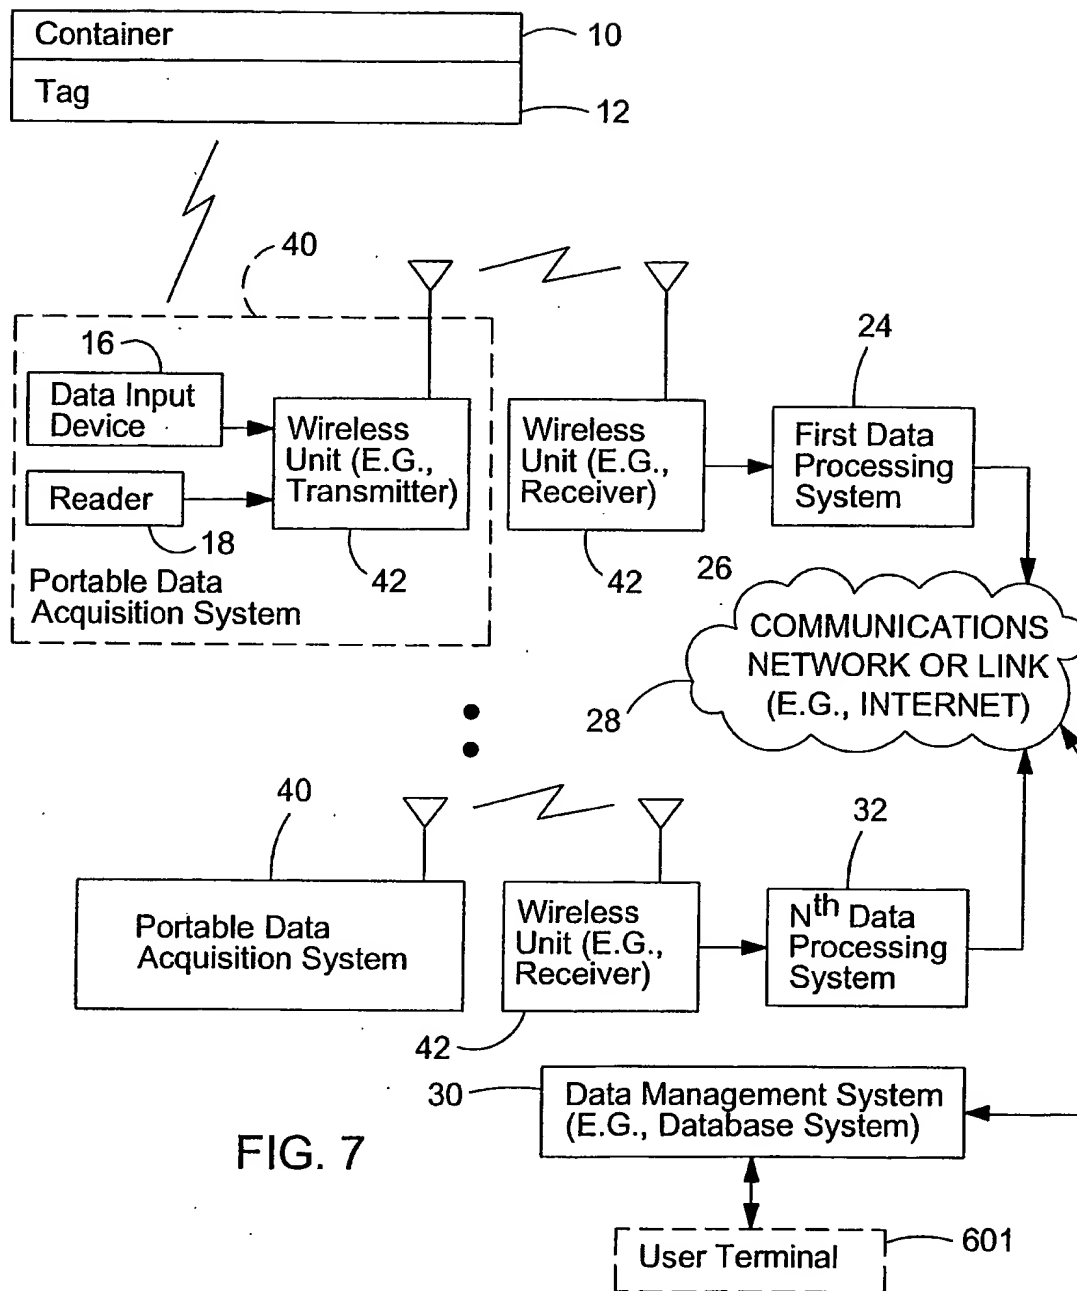 Container
10
Tag
12
40
16
24
Data Input
Device
Wireless
Unit (E.G.,
Transmitter)
Wireless
Unit (E.G.,
Receiver)
First Data
Processing
System
Reader
18
42
42
26
Portable Data
Acquisition System
COMMUNICATIONS
NETWORK OR LINK
(E.G., INTERNET)
28
40
32
Portable Data
Acquisition System
Wireless
Unit (E.G.,
Receiver)
Nth Data
Processing
System
42
30
Data Management System
(E.G., Database System)
FIG. 7
User Terminal
601